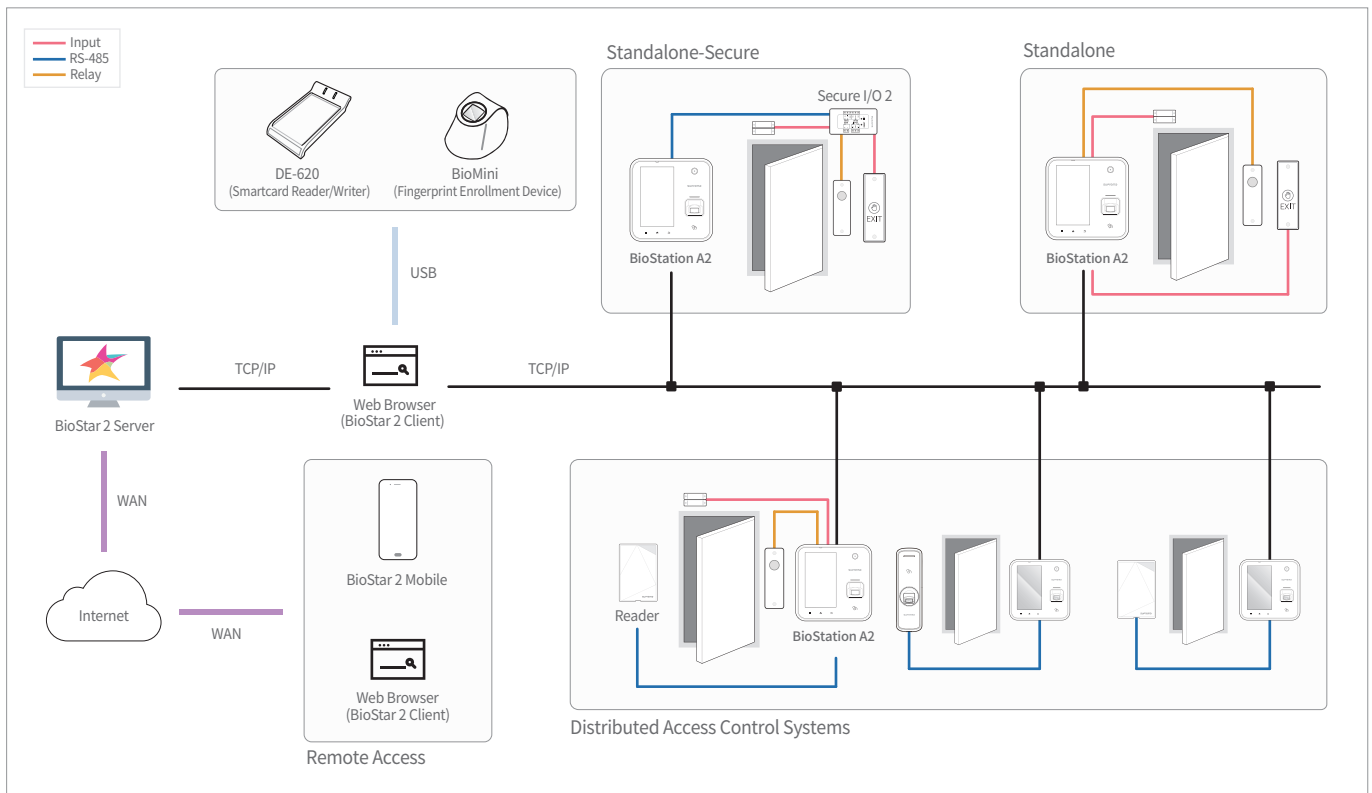 Input
RS-485
Relay
DE-620
(Smartcard Reader/Writer)
BioMini
(Fingerprint Enrollment Device)
USB
Standalone-Secure
Secure I/O 2
EXIT
BioStation A2
Standalone
EXIT
BioStation A2
BioStar 2 Server
TCP/IP
Web Browser
(BioStar 2 Client)
TCP/IP
WAN
Internet
WAN
BioStar 2 Mobile
Web Browser
(BioStar 2 Client)
Remote Access
Reader
BioStation A2
Distributed Access Control Systems